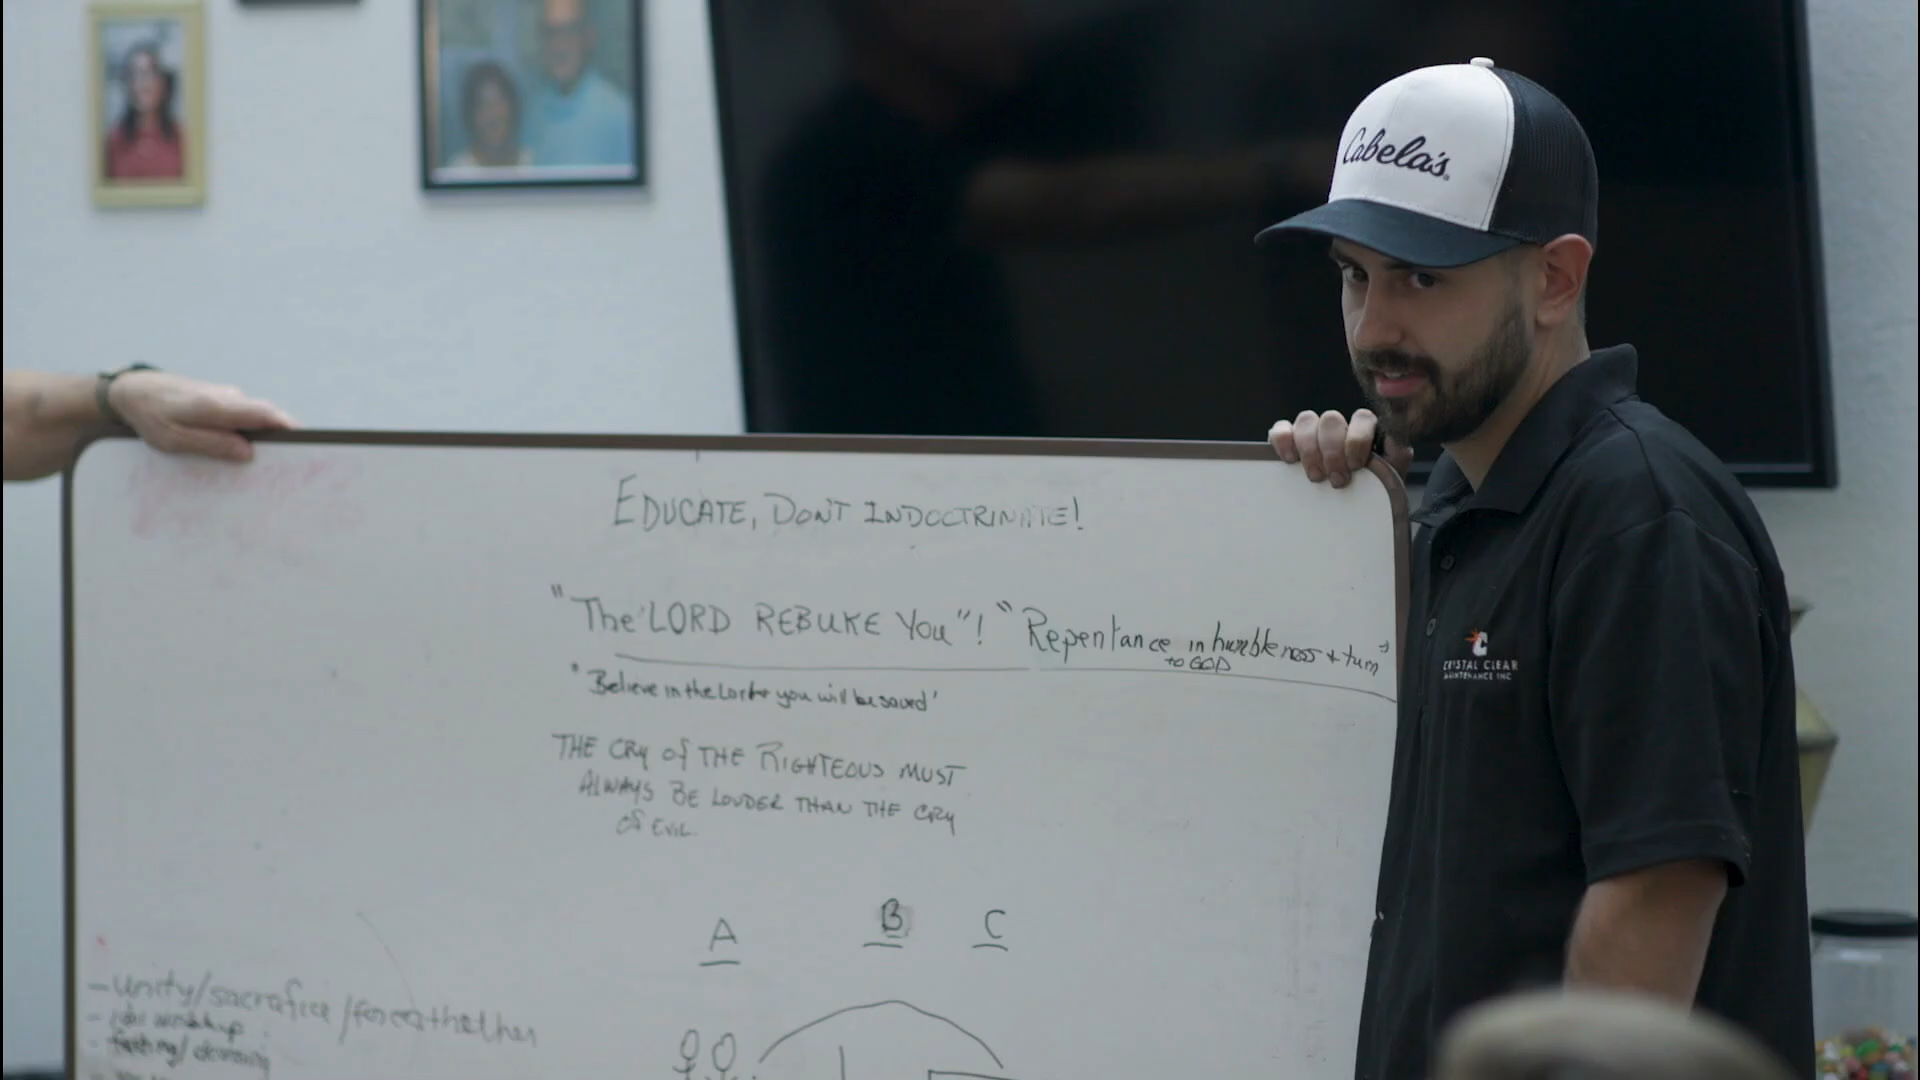 Cabela's
EDUCATE, DON'T INDOCTRINATE!
"The LORD REBUKE YOU"! "Repentance in humbleness + turn"
to GOD
"Believe in the Lord + you will be saved'
THE CRY of THE RIGHTEOUS MUST
ALWAYS BE LOUDER THAN THE CRY
OF EVIL.
CRYSTAL CLEAR
MAINTENANCE INC
A B C
- unity/sacrafice/